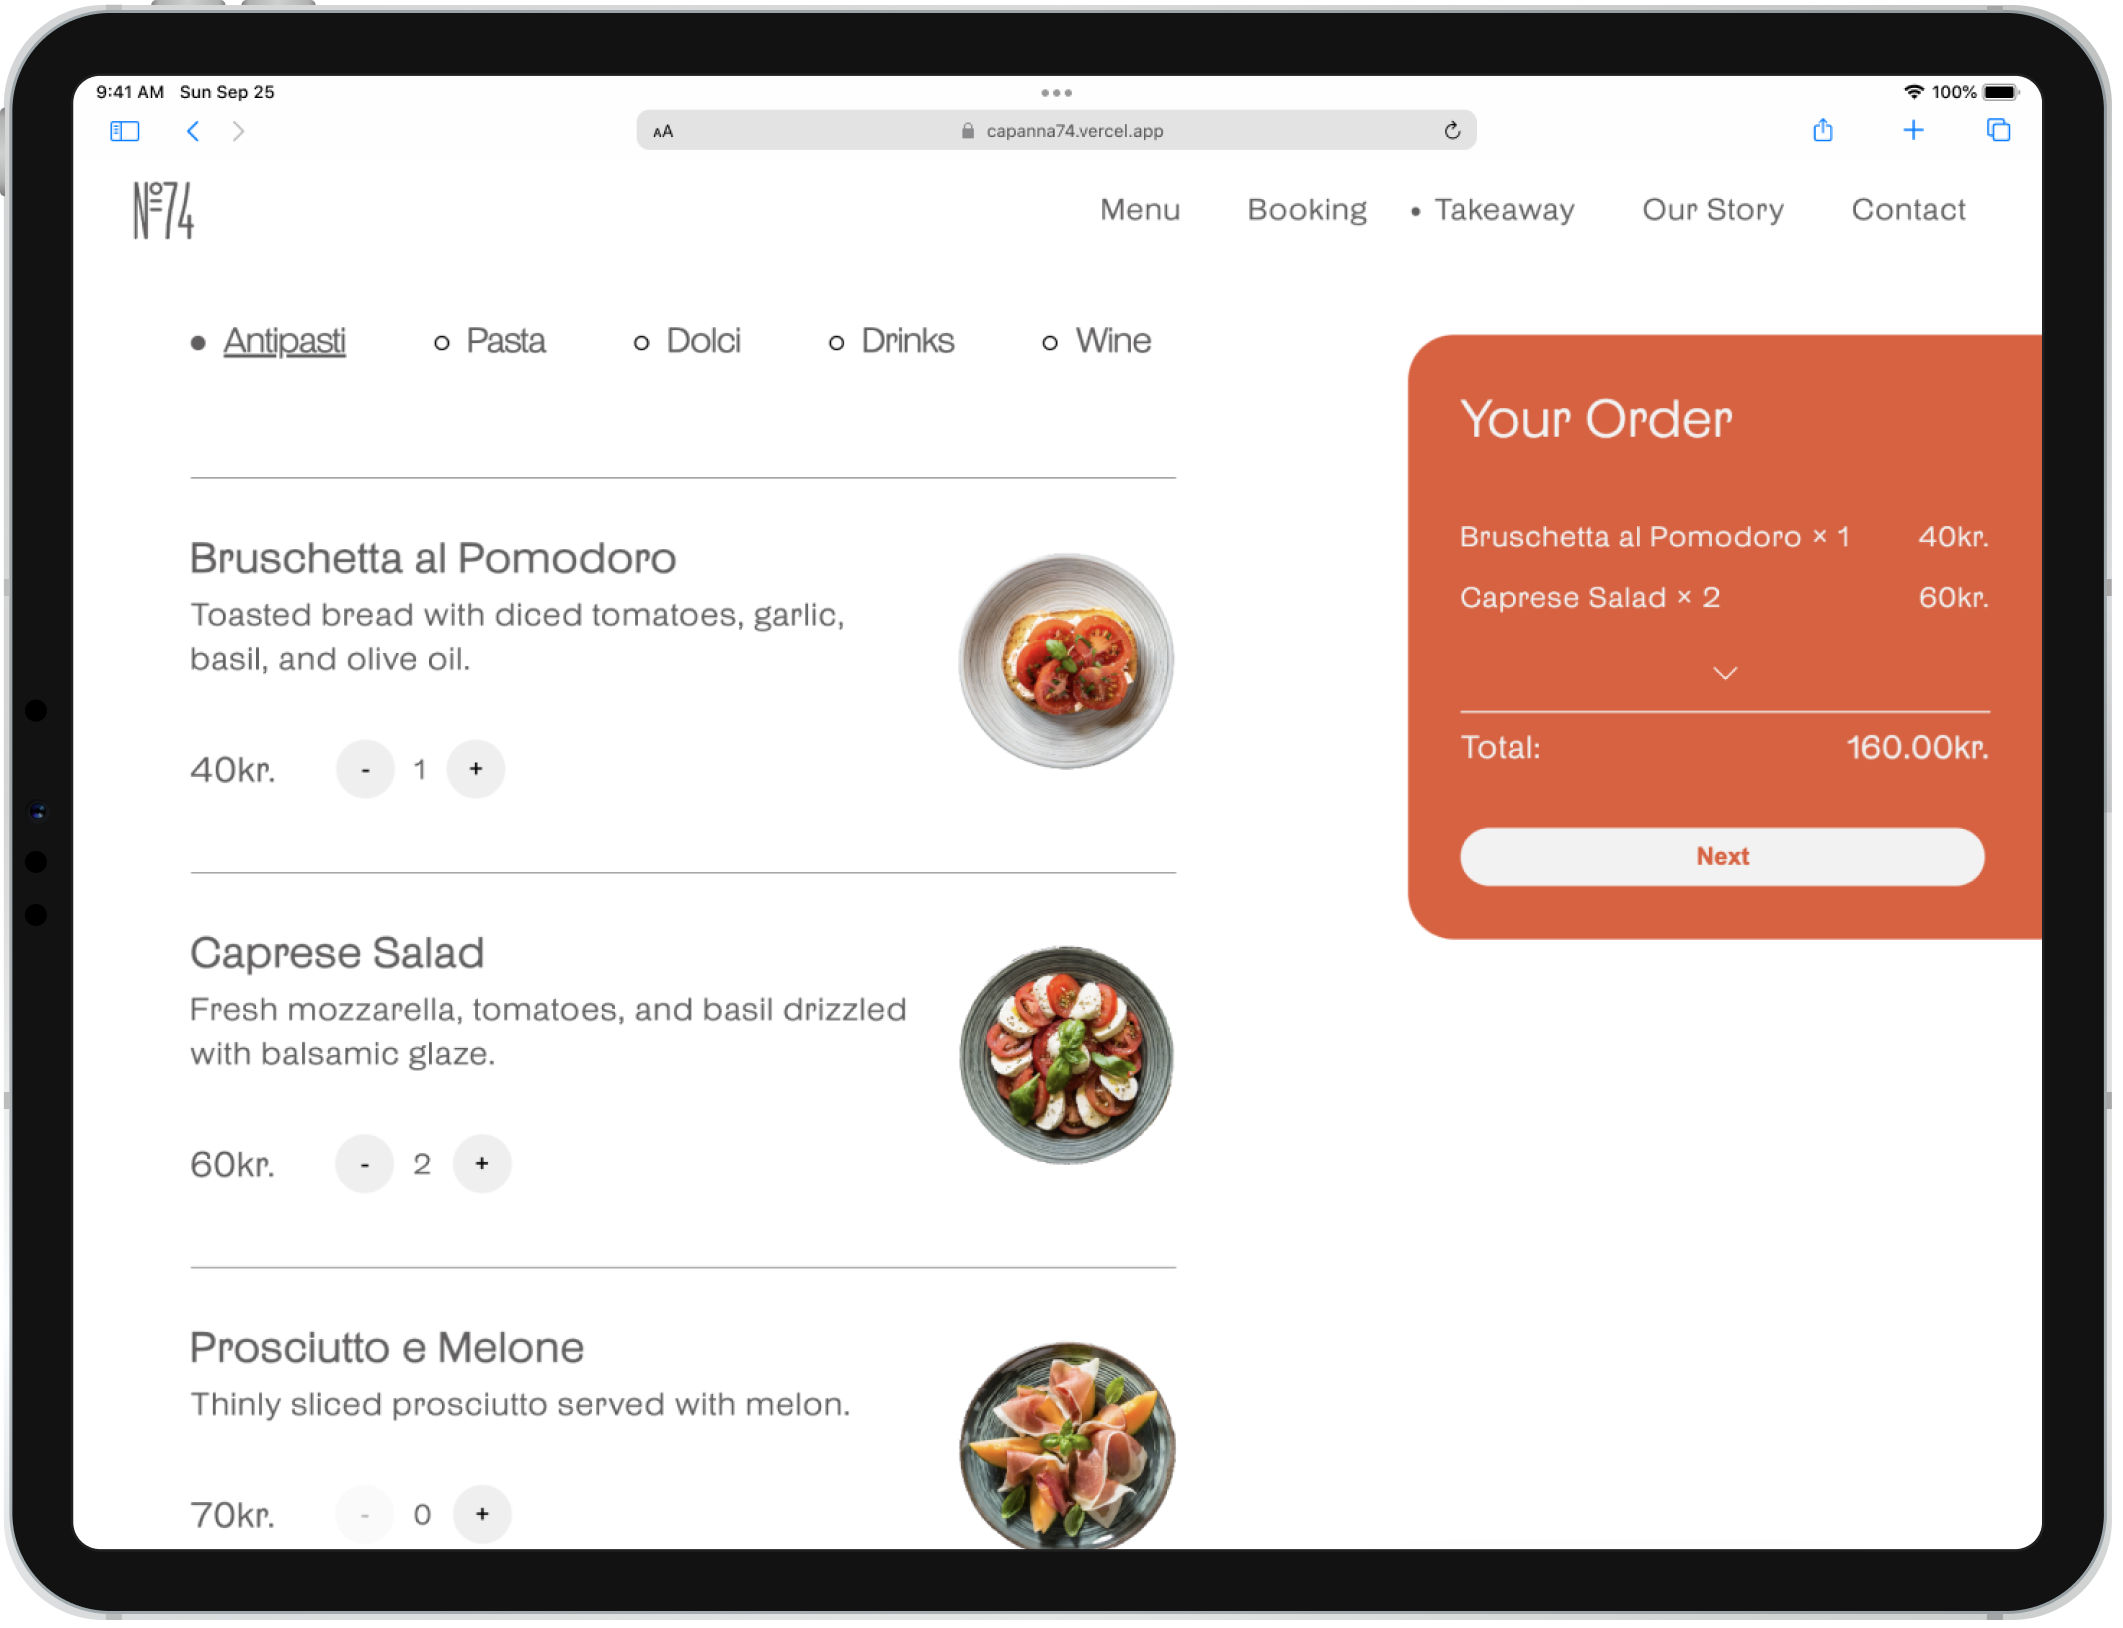 9:41 AM Sun Sep 25
100%
AA
capanna74.vercel.app
Nº74
Menu Booking • Takeaway Our Story Contact
Antipasti Pasta Dolci Drinks Wine
Bruschetta al Pomodoro
Toasted bread with diced tomatoes, garlic,
basil, and olive oil.
40kr. - 1 +
Caprese Salad
Fresh mozzarella, tomatoes, and basil drizzled
with balsamic glaze.
60kr. - 2 +
Prosciutto e Melone
Thinly sliced prosciutto served with melon.
70kr. - 0 +
Your Order
Bruschetta al Pomodoro × 1 40kr.
Caprese Salad × 2 60kr.
Total: 160.00kr.
Next